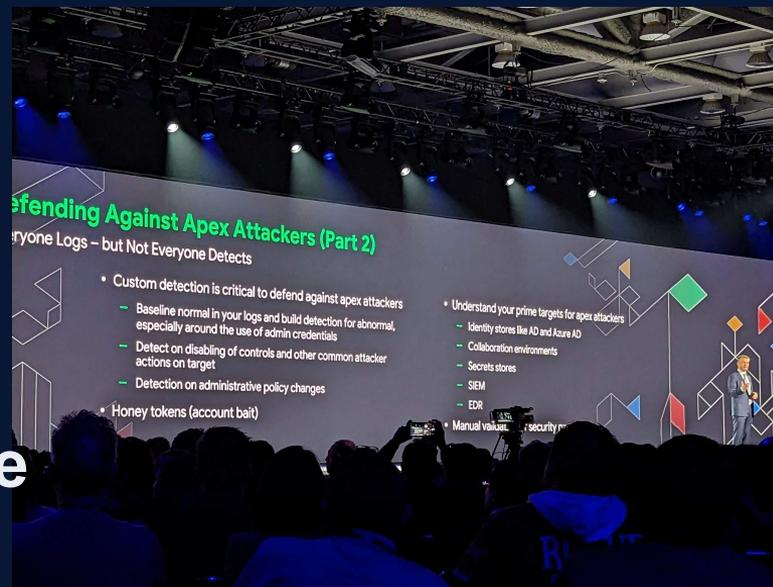 efending Against Apex Attackers (Part 2)
eryone Logs – but Not Everyone Detects
• Custom detection is critical to defend against apex attackers
– Baseline normal in your logs and build detection for abnormal,
especially around the use of admin credentials
– Detect on disabling of controls and other common attacker
actions on target
– Detection on administrative policy changes
• Honey tokens (account bait)
• Understand your prime targets for apex attackers
– Identity stores like AD and Azure AD
– Collaboration environments
– Secrets stores
– SIEM
– EDR
• Manual security
e